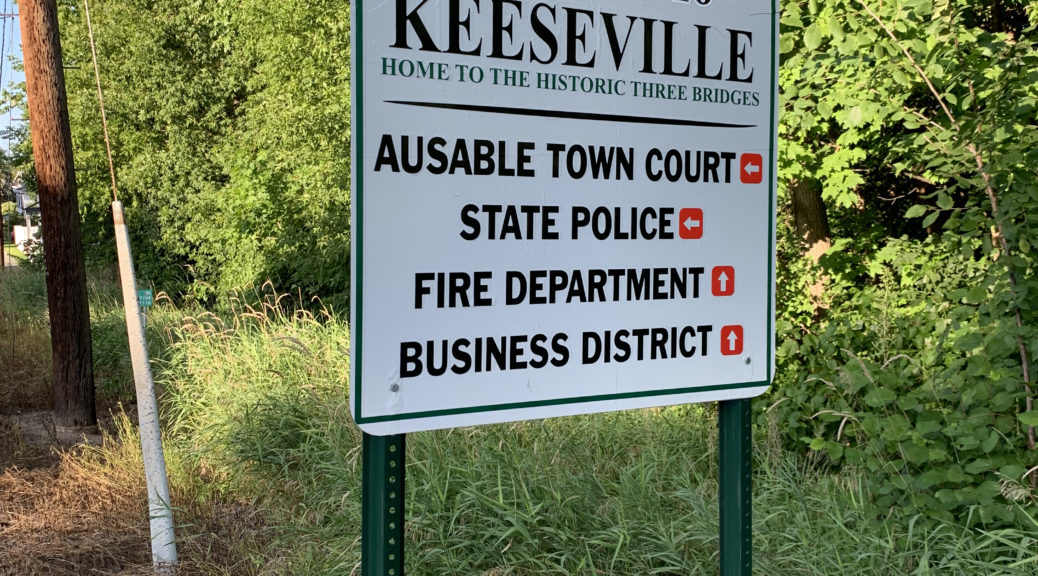 KEESEVILLE
HOME TO THE HISTORIC THREE BRIDGES
AUSABLE TOWN COURT
STATE POLICE
FIRE DEPARTMENT
BUSINESS DISTRICT